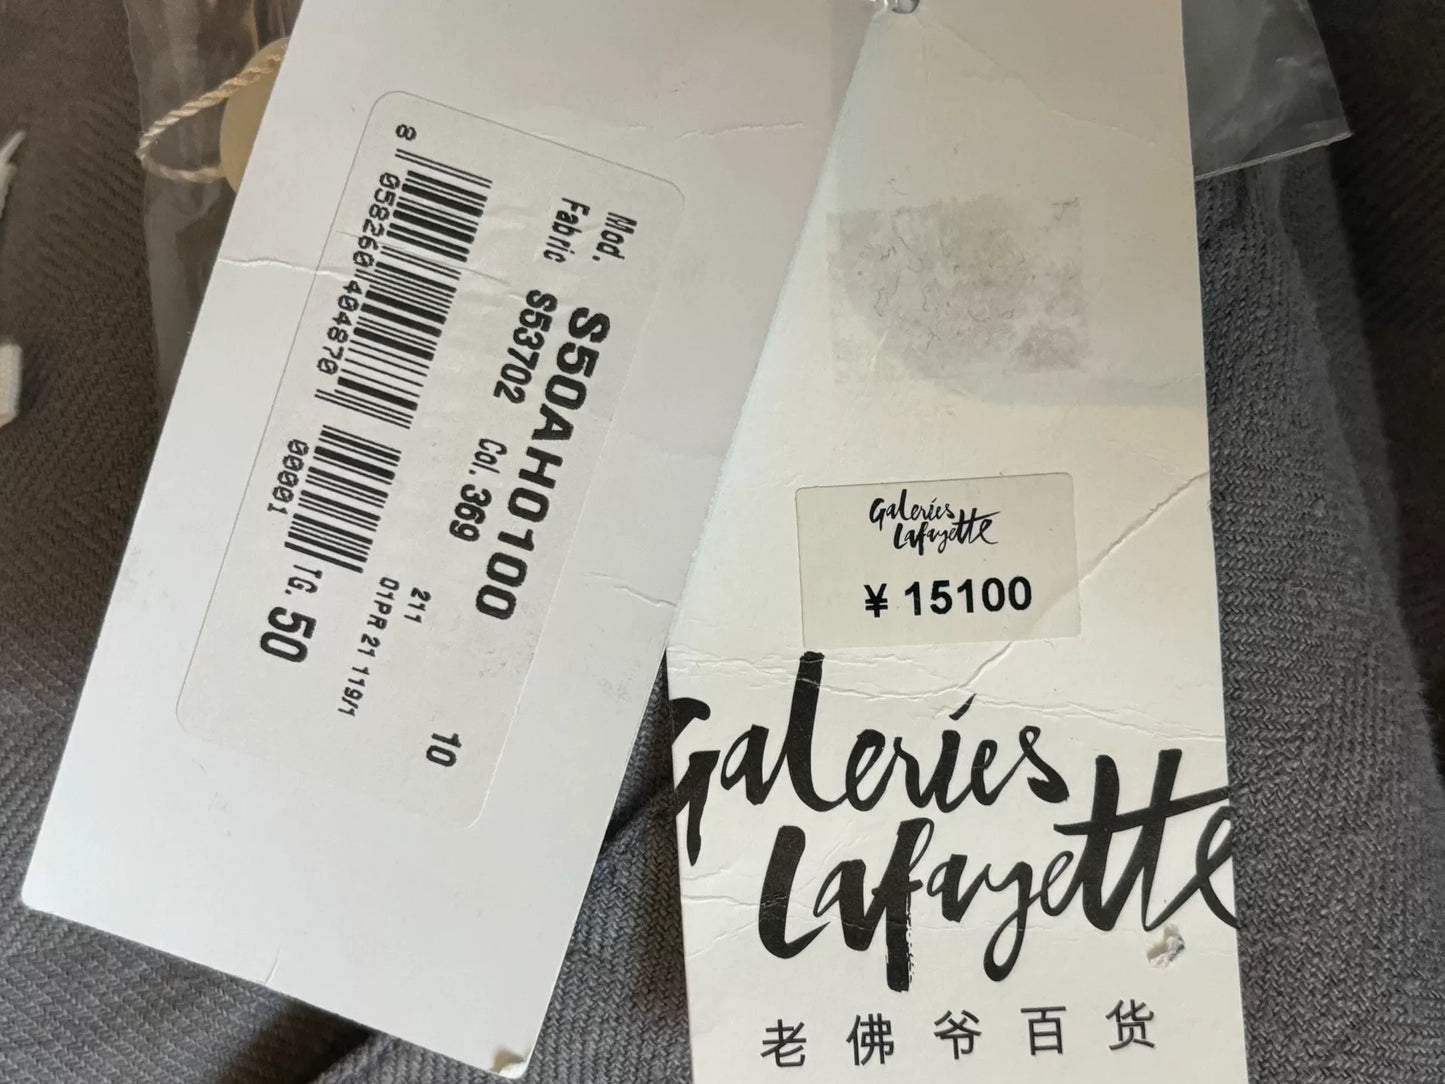 Mod. S50AH0100
Fabric S53702 Col. 369
211
01PR 21 119/1
10
8 058260 404870
00001
TG. 50
Galeries
Lafayette
¥ 15100
Galeries
Lafayette
老佛爷百货